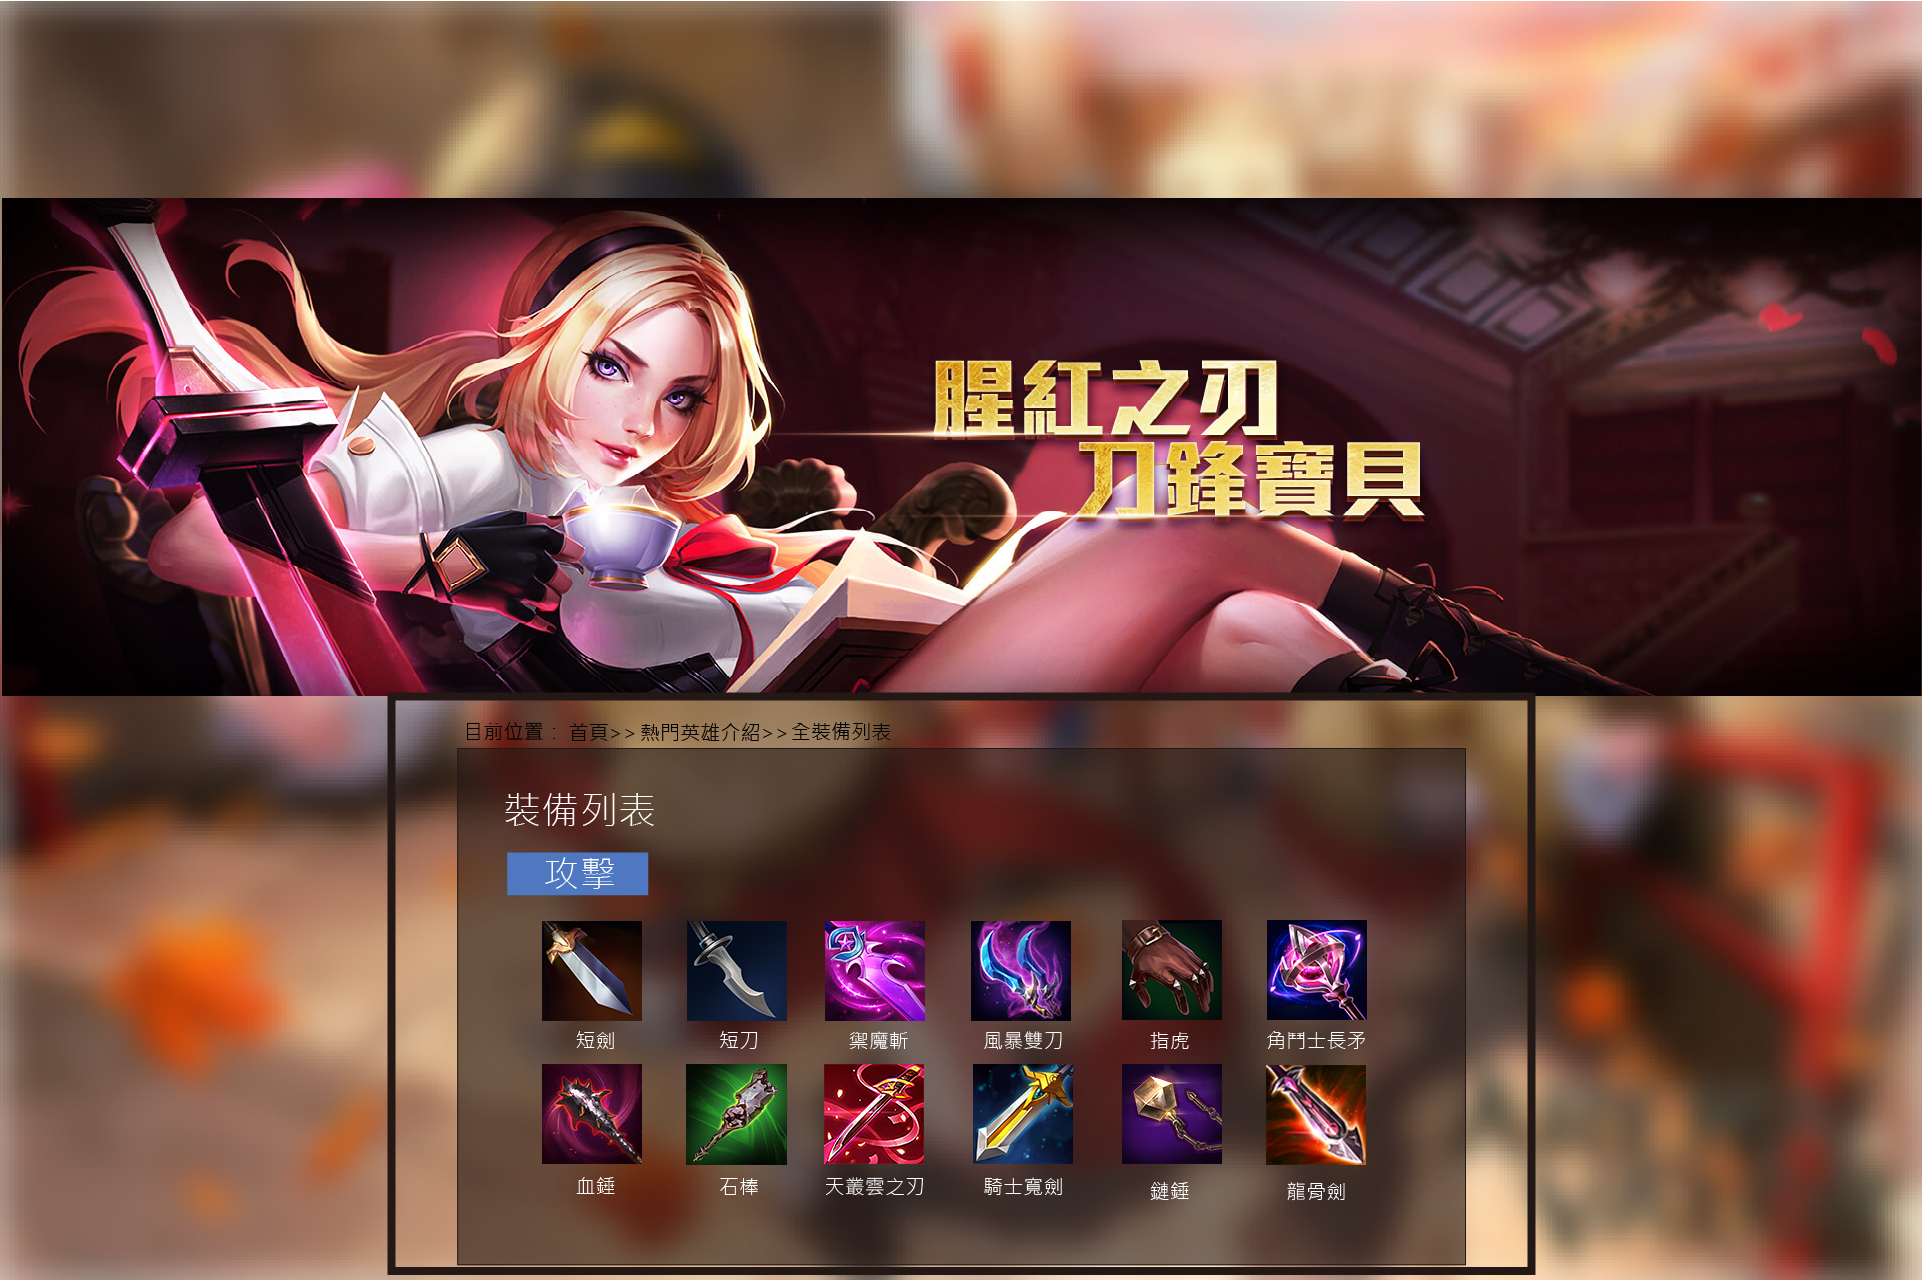 腥紅之刃
刀鋒寶貝
目前位置： 首頁>> 熱門英雄介紹>> 全裝備列表
裝備列表
攻擊
短劍 短刀 禦魔斬 風暴雙刀 指虎 角鬥士長矛
血錘 石棒 天叢雲之刃 騎士寬劍 鏈錘 龍骨劍